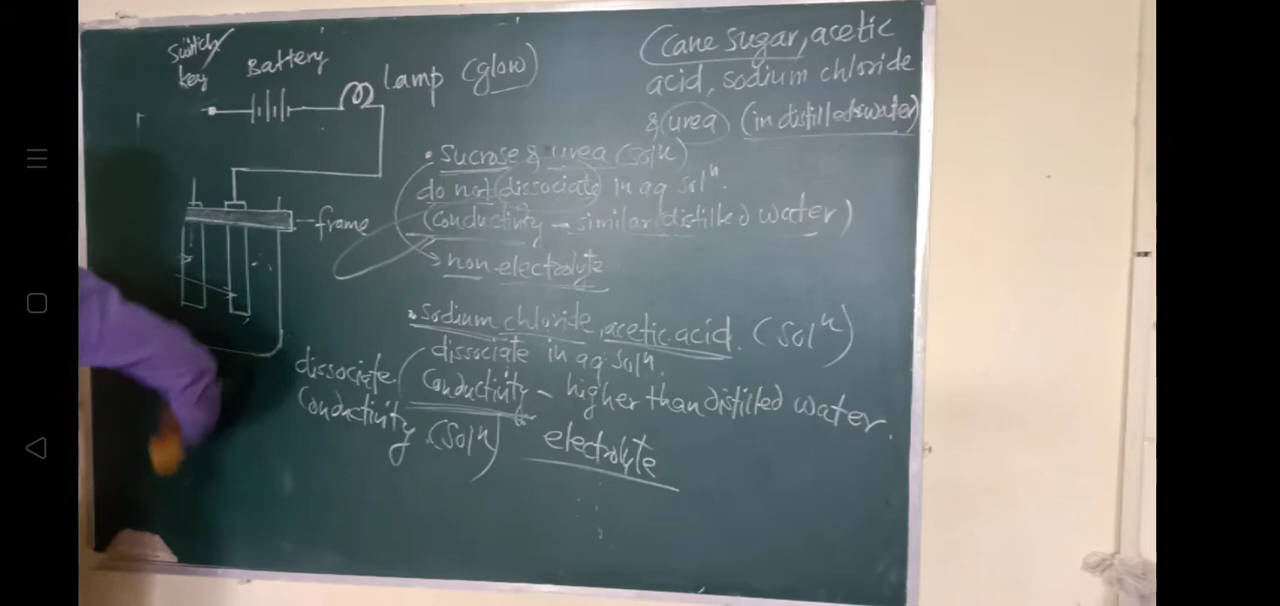 Switch/
key
Battery
lamp (glow)
frame
(Cane sugar, acetic
acid, sodium chloride
& urea (in distilled water)
• Sucrose & urea (solⁿ)
do not dissociate in aq solⁿ.
(Conductivity - similar distilled water)
→ non electrolyte
• Sodium chloride, acetic acid. (Solⁿ)
dissociate in aq. solⁿ.
Conductivity - higher than distilled water.
electrolyte
dissociate
Conductivity (Solⁿ)